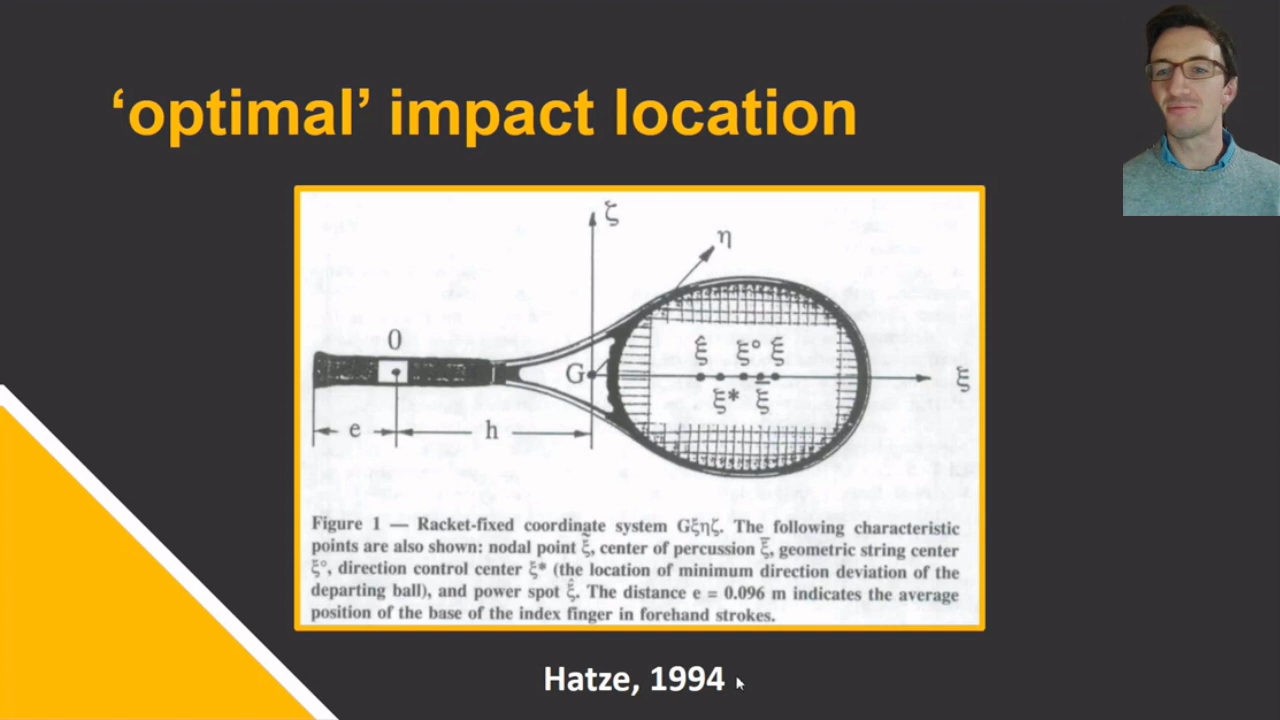 ‘optimal’ impact location
ζ
η
0
ξ̂ ξ° ξ̃
G
ξ
ξ* ξ̄
e h
Figure 1 — Racket-fixed coordinate system Gξηζ. The following characteristic
points are also shown: nodal point ξ̃, center of percussion ξ̄, geometric string center
ξ°, direction control center ξ* (the location of minimum direction deviation of the
departing ball), and power spot ξ̂. The distance e = 0.096 m indicates the average
position of the base of the index finger in forehand strokes.
Hatze, 1994